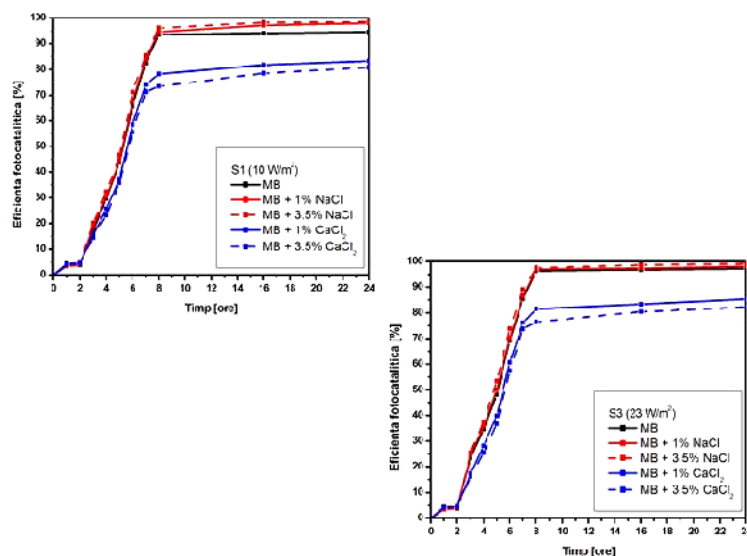 Eficienta fotocatalitica [%]
100
90
80
70
60
50
40
30
20
10
0
S1 (10 W/m²)
MB
MB + 1% NaCl
MB + 3.5% NaCl
MB + 1% CaCl₂
MB + 3.5% CaCl₂
0 2 4 6 8 10 12 14 16 18 20 22 24
Timp [ore]
Eficienta fotocatalitica [%]
100
90
80
70
60
50
40
30
20
10
0
S3 (23 W/m²)
MB
MB + 1% NaCl
MB + 3.5% NaCl
MB + 1% CaCl₂
MB + 3.5% CaCl₂
0 2 4 6 8 10 12 14 16 18 20 22 2
Timp [ore]